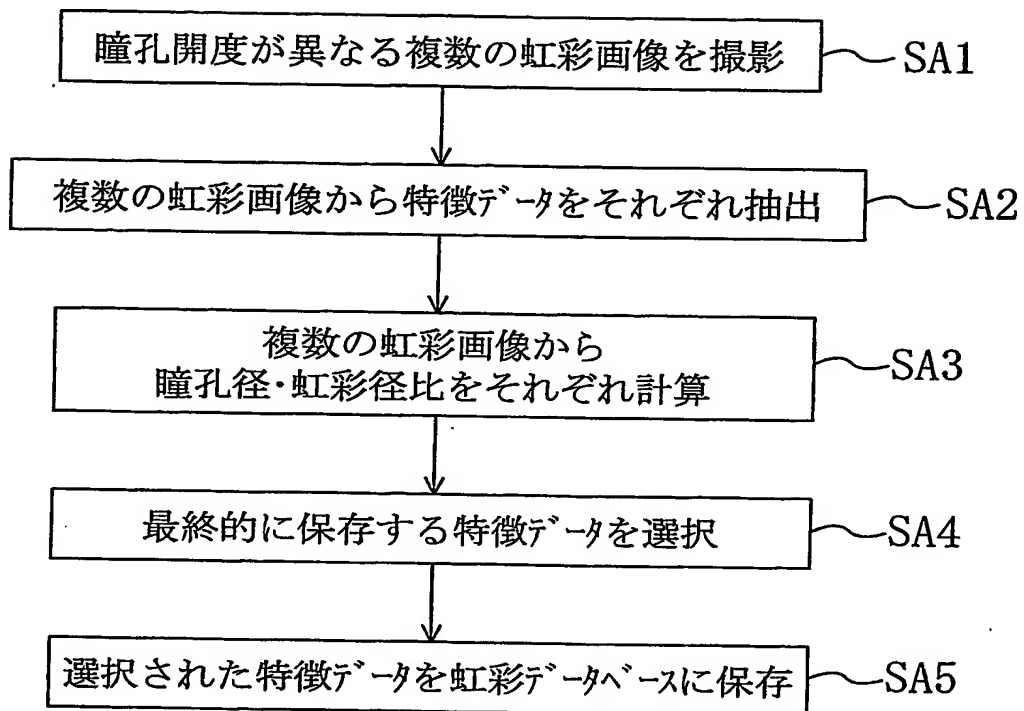 瞳孔開度が異なる複数の虹彩画像を撮影
SA1
複数の虹彩画像から特徴ﾃﾞｰﾀをそれぞれ抽出
SA2
複数の虹彩画像から
瞳孔径・虹彩径比をそれぞれ計算
SA3
最終的に保存する特徴ﾃﾞｰﾀを選択
SA4
選択された特徴ﾃﾞｰﾀを虹彩ﾃﾞｰﾀﾍﾞｰｽに保存
SA5